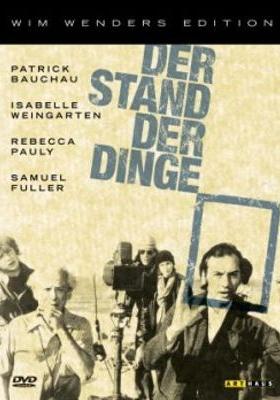 WIM WENDERS EDITION
PATRICK
BAUCHAU
ISABELLE
WEINGARTEN
REBECCA
PAULY
SAMUEL
FULLER
DER
STAND
DER
DINGE
DVD
ARTHAUS